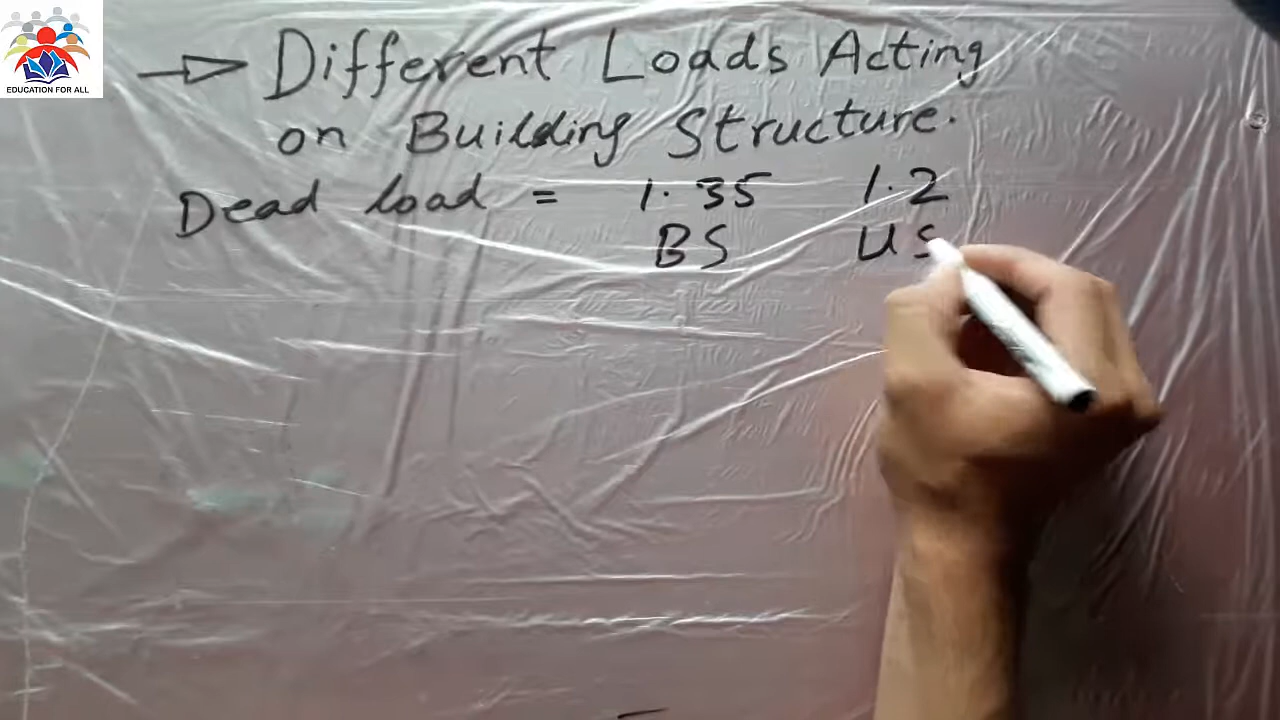 EDUCATION FOR ALL
Different Loads Acting
on Building Structure.
Dead load = 1.35 1.2
BS US